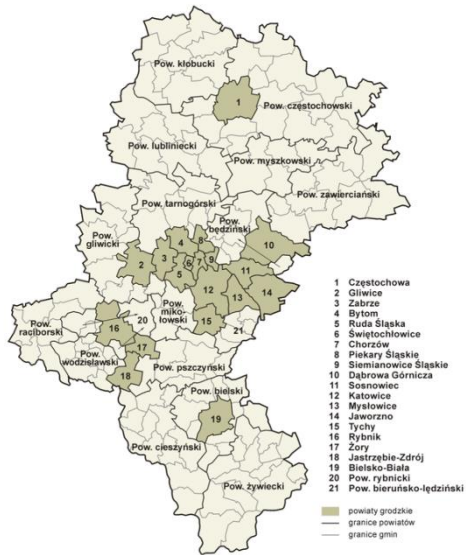 Pow. kłobucki
1
Pow. częstochowski
Pow. lubliniecki
Pow. myszkowski
Pow. zawierciański
Pow. tarnogórski
Pow.
będziński
Pow.
gliwicki
10
4
8
2
3
6
7
9
5
11
12
13
14
Pow.
miko-
łowski
20
15
21
Pow.
raciborski
16
Pow.
wodzisławski
17
Pow. pszczyński
18
Pow. bielski
19
Pow. cieszyński
Pow. żywiecki
1 Częstochowa
2 Gliwice
3 Zabrze
4 Bytom
5 Ruda Śląska
6 Świętochłowice
7 Chorzów
8 Piekary Śląskie
9 Siemianowice Śląskie
10 Dąbrowa Górnicza
11 Sosnowiec
12 Katowice
13 Mysłowice
14 Jaworzno
15 Tychy
16 Rybnik
17 Żory
18 Jastrzębie-Zdrój
19 Bielsko-Biała
20 Pow. rybnicki
21 Pow. bieruńsko-lędziński
powiaty grodzkie
granice powiatów
granice gmin